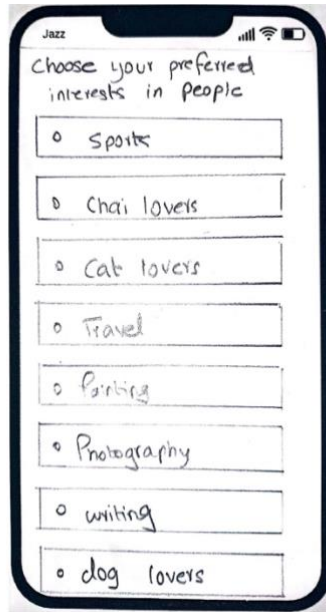 Jazz
Choose your preferred
interests in people
Sports
Chai lovers
Cat lovers
Travel
Painting
Photography
writing
dog lovers